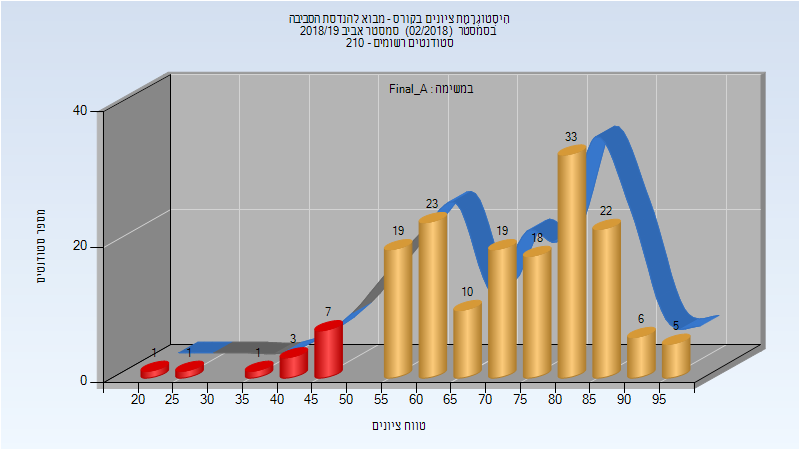 היסטוגרמת ציונים בקורס - מבוא להנדסת הסביבה
בסמסטר (02/2018) סמסטר אביב 2018/19
סטודנטים רשומים - 210
במשימה : Final_A
מספר סטודנטים
40
20
0
1
1
1
3
7
19
23
10
19
18
33
22
6
5
20 25 30 35 40 45 50 55 60 65 70 75 80 85 90 95
טווח ציונים